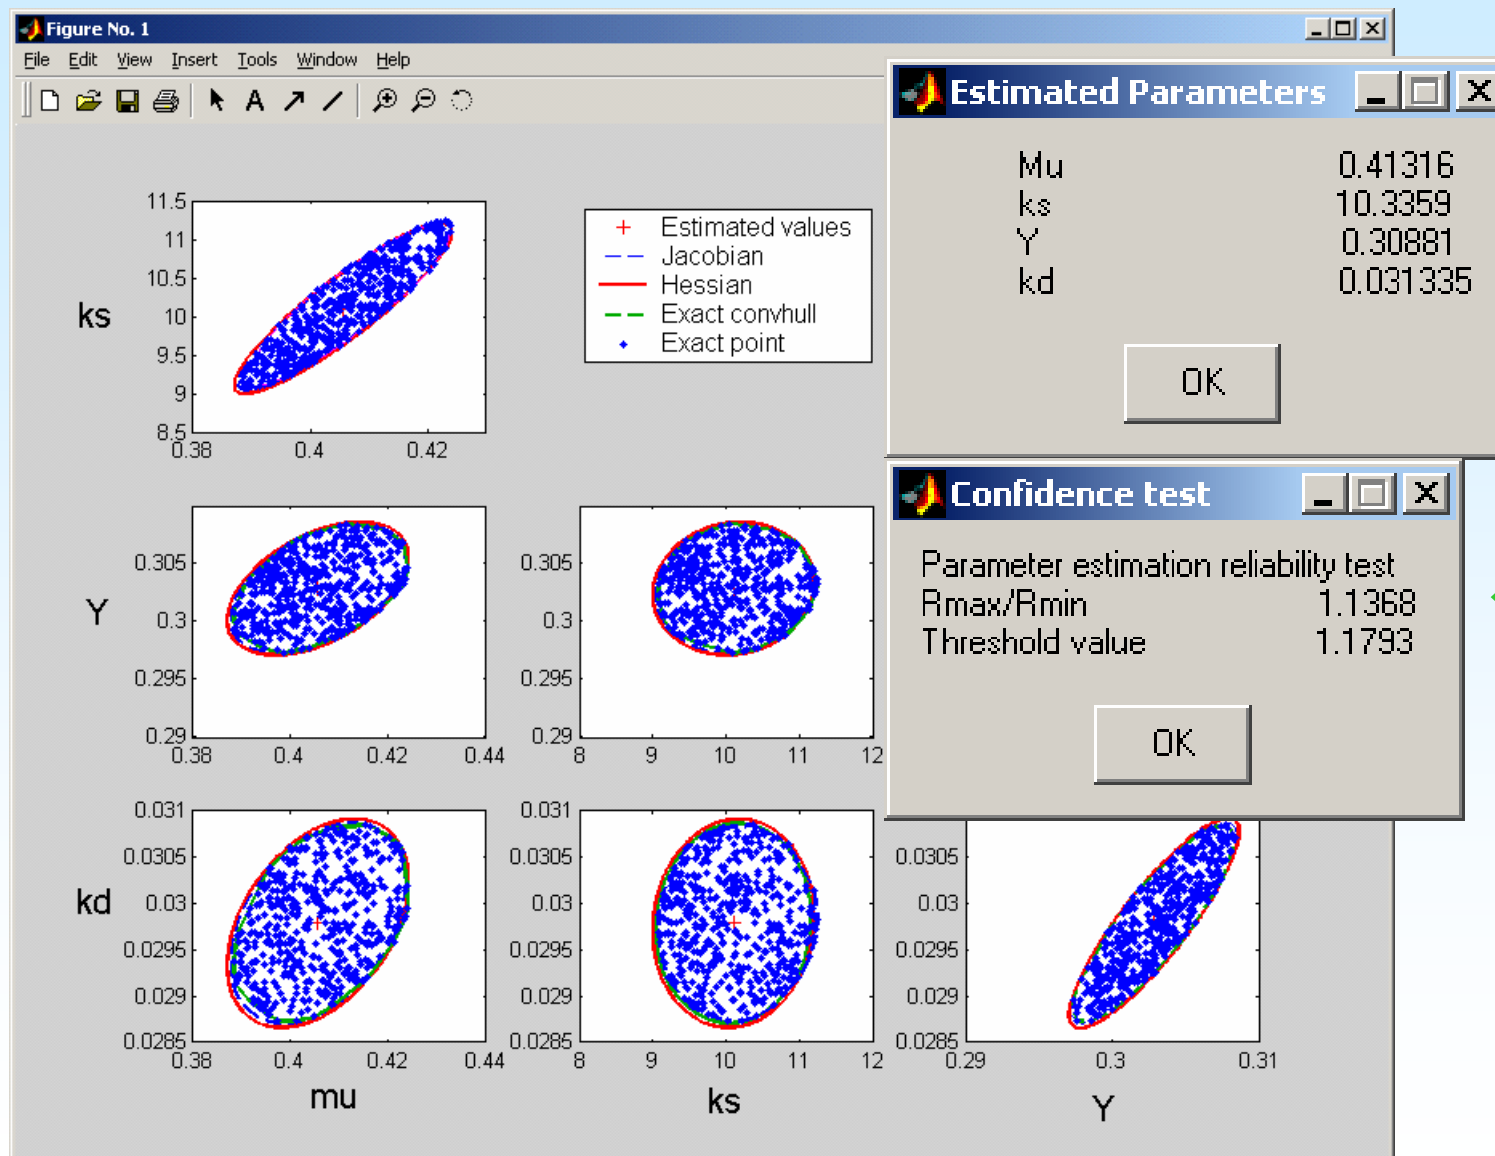 Figure No. 1
File Edit View Insert Tools Window Help
Estimated Parameters
Mu 0.41316
ks 10.3359
Y 0.30881
kd 0.031335
OK
Confidence test
Parameter estimation reliability test
Rmax/Rmin 1.1368
Threshold value 1.1793
OK
Estimated values
Jacobian
Hessian
Exact convhull
Exact point
ks
11.5
11
10.5
10
9.5
9
8.5
0.38 0.4 0.42
Y
0.305
0.3
0.295
0.29
0.38 0.4 0.42 0.44
0.305
0.3
0.295
0.29
8 9 10 11 12
kd
0.031
0.0305
0.03
0.0295
0.029
0.0285
0.38 0.4 0.42 0.44
mu
0.031
0.0305
0.03
0.0295
0.029
0.0285
8 9 10 11 12
ks
0.0305
0.03
0.0295
0.029
0.0285
0.29 0.3 0.31
Y